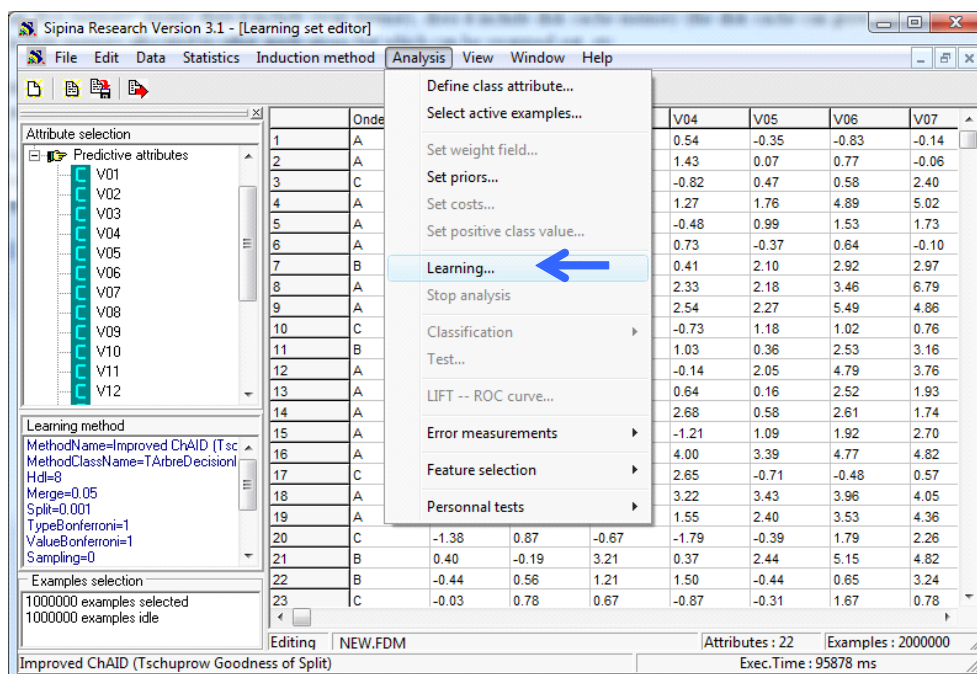 Sipina Research Version 3.1 - [Learning set editor]
File Edit Data Statistics Induction method Analysis View Window Help
Attribute selection
Predictive attributes
V01
V02
V03
V04
V05
V06
V07
V08
V09
V10
V11
V12
Learning method
MethodName=Improved ChAID (Tsc
MethodClassName=TArbreDecisionI
Hdl=8
Merge=0.05
Split=0.001
TypeBonferroni=1
ValueBonferroni=1
Sampling=0
Examples selection
1000000 examples selected
1000000 examples idle
Define class attribute...
Select active examples...
Set weight field...
Set priors...
Set costs...
Set positive class value...
Learning...
Stop analysis
Classification
Test...
LIFT -- ROC curve...
Error measurements
Feature selection
Personnal tests
Onde V04 V05 V06 V07
1 A 0.54 -0.35 -0.83 -0.14
2 A 1.43 0.07 0.77 -0.06
3 C -0.82 0.47 0.58 2.40
4 A 1.27 1.76 4.89 5.02
5 A -0.48 0.99 1.53 1.73
6 A 0.73 -0.37 0.64 -0.10
7 B 0.41 2.10 2.92 2.97
8 A 2.33 2.18 3.46 6.79
9 A 2.54 2.27 5.49 4.86
10 C -0.73 1.18 1.02 0.76
11 B 1.03 0.36 2.53 3.16
12 A -0.14 2.05 4.79 3.76
13 A 0.64 0.16 2.52 1.93
14 A 2.68 0.58 2.61 1.74
15 A -1.21 1.09 1.92 2.70
16 A 4.00 3.39 4.77 4.82
17 C 2.65 -0.71 -0.48 0.57
18 A 3.22 3.43 3.96 4.05
19 A 1.55 2.40 3.53 4.36
20 C -1.38 0.87 -0.67 -1.79 -0.39 1.79 2.26
21 B 0.40 -0.19 3.21 0.37 2.44 5.15 4.82
22 B -0.44 0.56 1.21 1.50 -0.44 0.65 3.24
23 C -0.03 0.78 0.67 -0.87 -0.31 1.67 0.78
Editing NEW.FDM Attributes : 22 Examples : 2000000
Improved ChAID (Tschuprow Goodness of Split) Exec.Time : 95878 ms